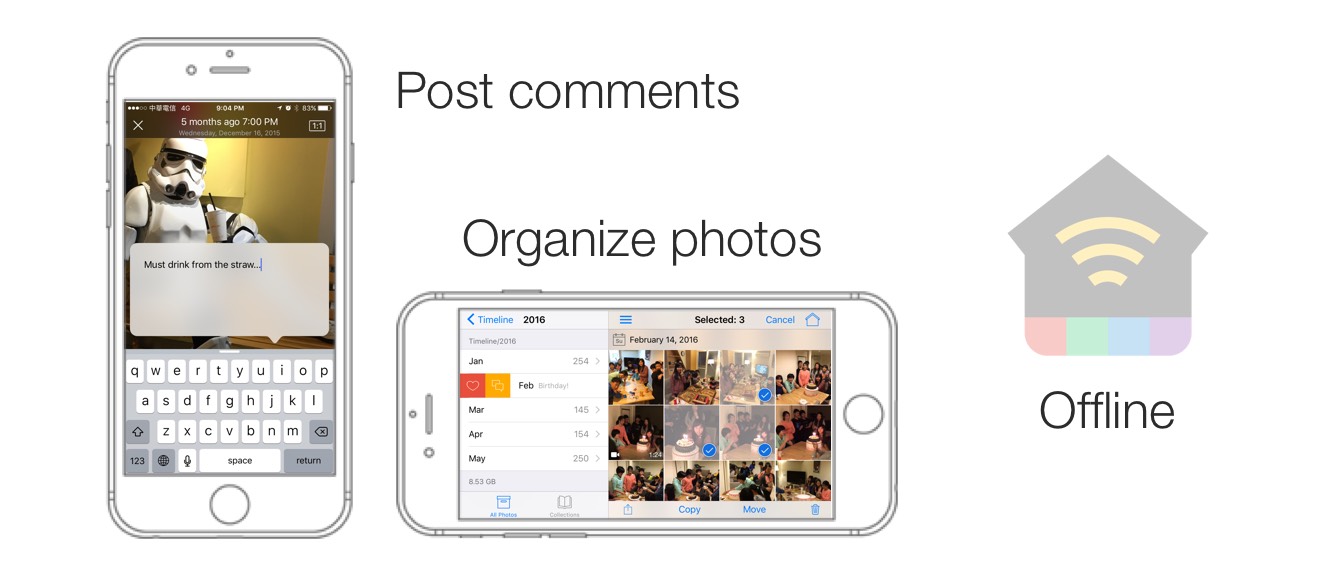 Post comments
中華電信 4G 9:04 PM 83%
5 months ago 7:00 PM
1:1
Wednesday, December 16, 2015
Must drink from the straw...
q w e r t y u i o p
a s d f g h j k l
z x c v b n m
123 space return
Organize photos
Timeline 2016
Timeline/2016
Jan 254
Feb Birthday!
Mar 145
Apr 154
May 250
8.53 GB
All Photos Collections
Selected: 3 Cancel
Su February 14, 2016
1:24
Copy Move
Offline